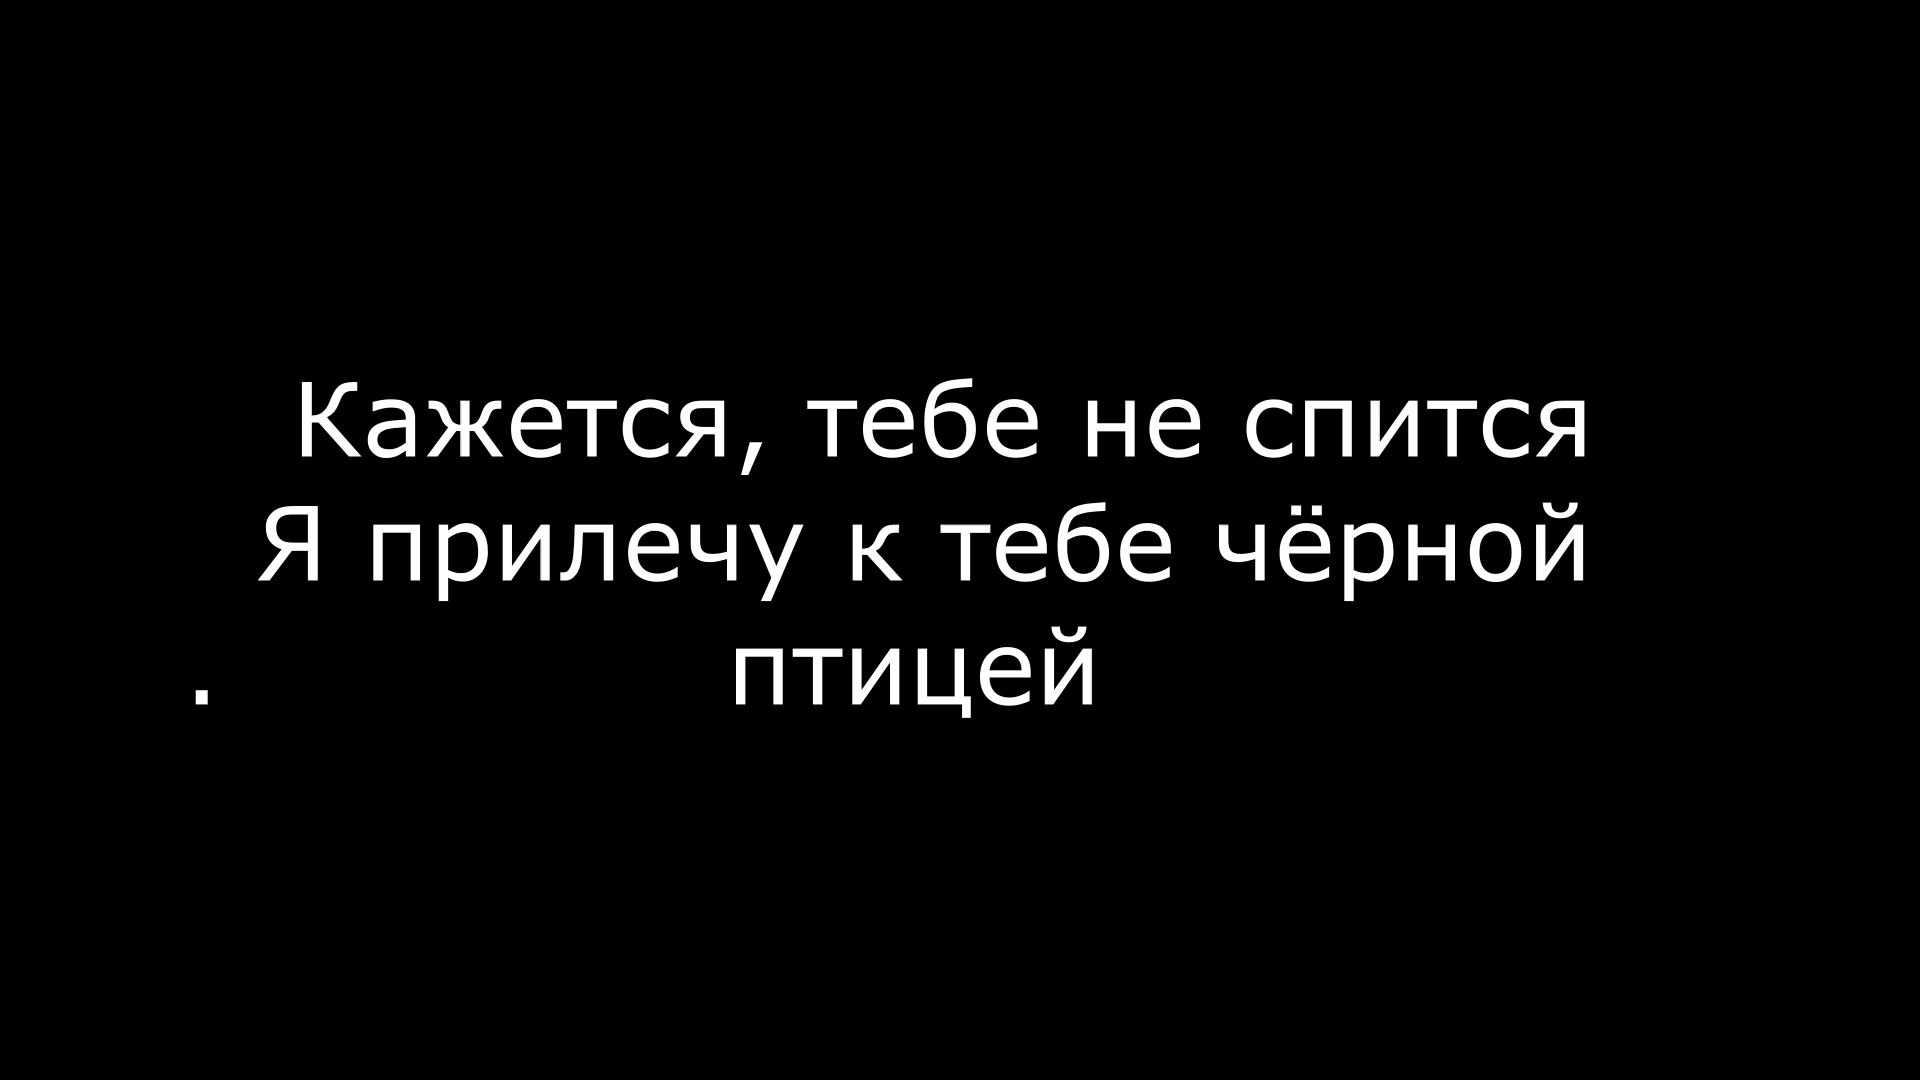 Кажется, тебе не спится
Я прилечу к тебе чёрной
. птицей